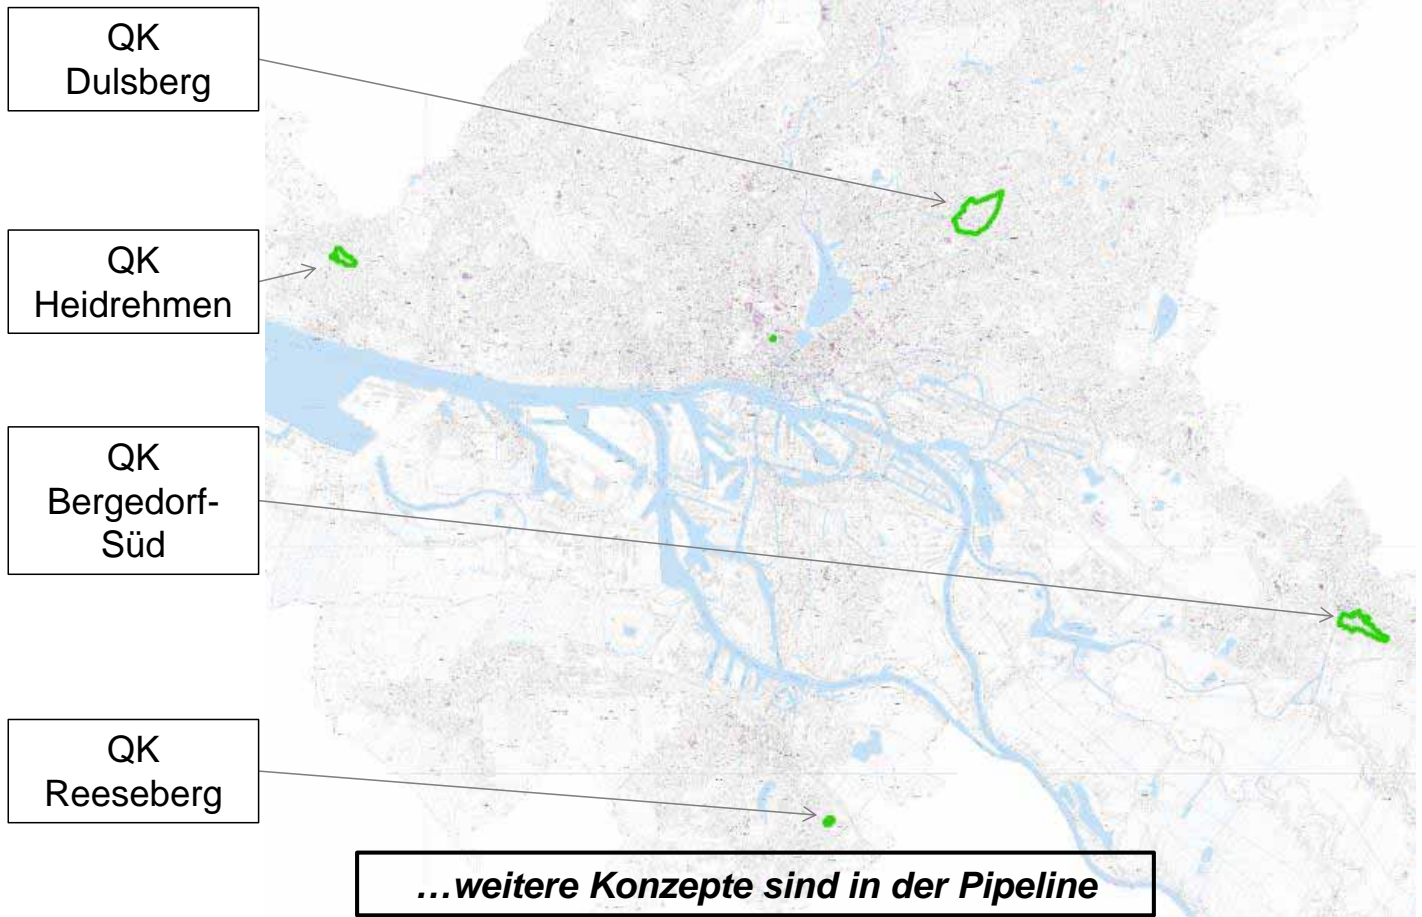 QK
Dulsberg
QK
Heidrehmen
QK
Bergedorf-
Süd
QK
Reeseberg
...weitere Konzepte sind in der Pipeline